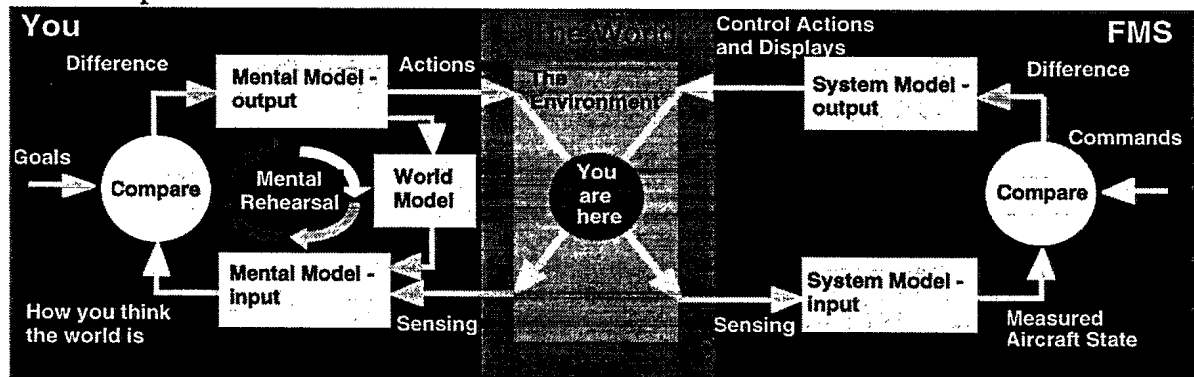 You
The World
FMS
Difference
Mental Model -
output
Actions
Goals
Compare
Mental
Rehearsal
World
Model
Mental Model -
input
How you think
the world is
Sensing
The
Environment
You
are
here
Control Actions
and Displays
System Model -
output
Difference
Commands
Compare
System Model -
input
Sensing
Measured
Aircraft State